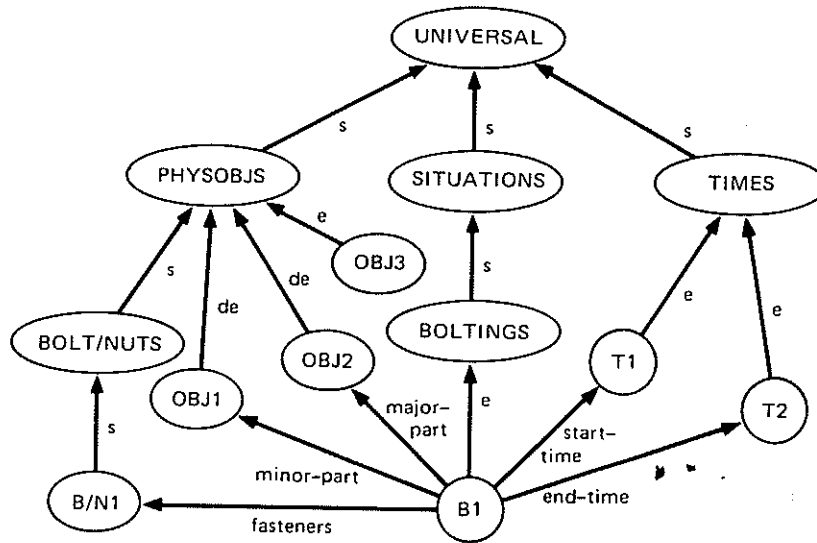 UNIVERSAL
s
s
s
PHYSOBJS
SITUATIONS
TIMES
e
OBJ3
s
de
de
s
e
e
BOLT/NUTS
OBJ1
OBJ2
BOLTINGS
T1
T2
s
major-
part
e
start-
time
minor-part
end-time
B/N1
fasteners
B1